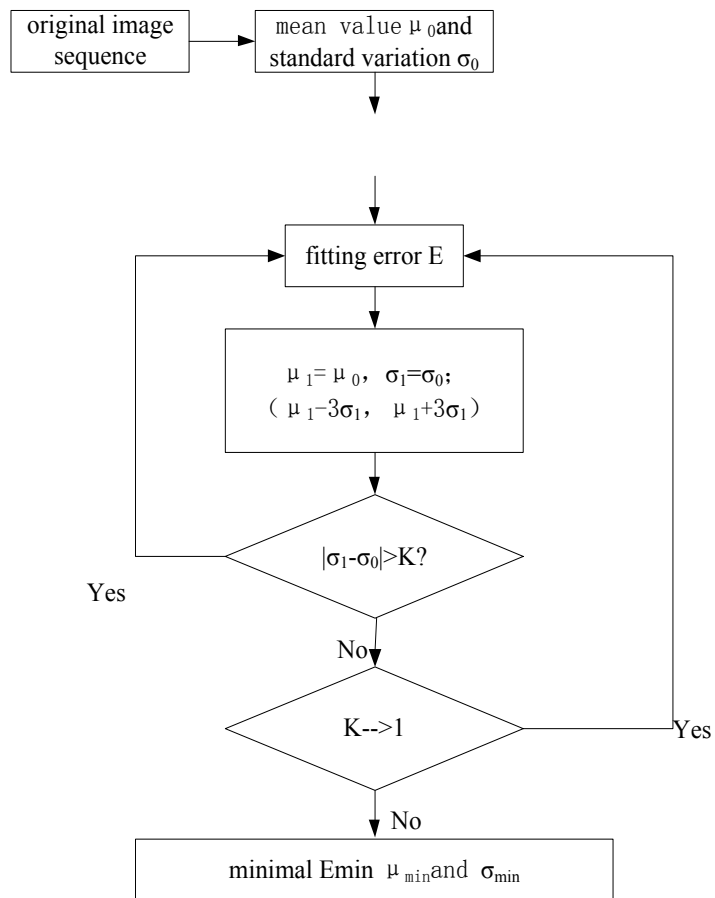 original image
sequence
mean value μ₀and
standard variation σ₀
fitting error E
μ₁=μ₀, σ₁=σ₀;
(μ₁-3σ₁, μ₁+3σ₁)
|σ₁-σ₀|>K?
Yes
No
K-->1
Yes
No
minimal Emin μminand σmin